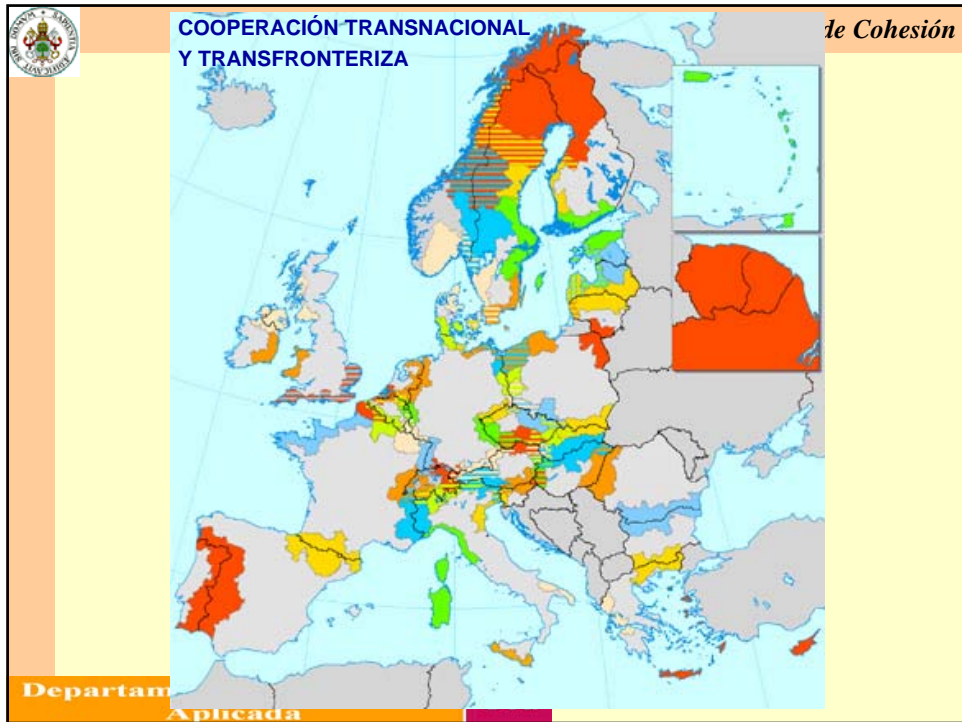 COOPERACIÓN TRANSNACIONAL
Y TRANSFRONTERIZA
de Cohesión
Departam
Aplicada